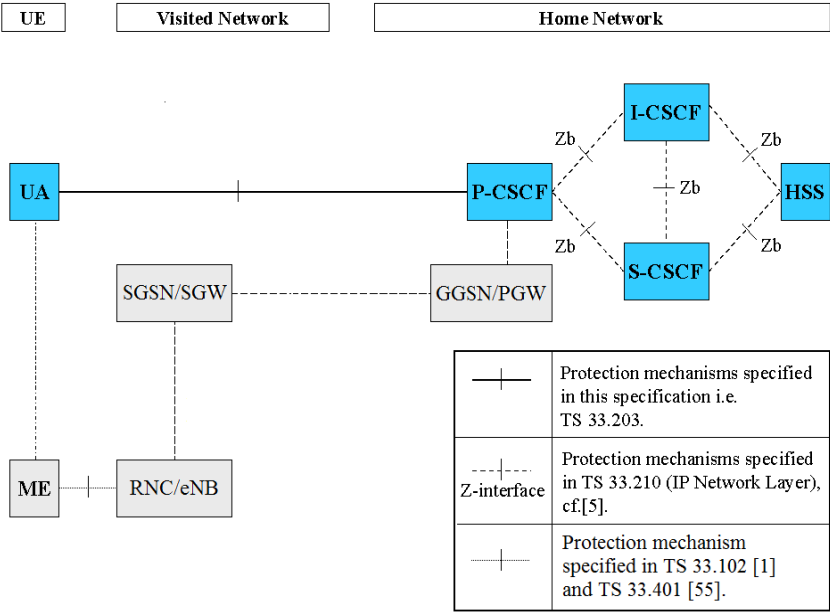 UE
Visited Network
Home Network
I-CSCF
Zb
Zb
UA
P-CSCF
Zb
HSS
Zb
Zb
S-CSCF
SGSN/SGW
GGSN/PGW
ME
RNC/eNB
Protection mechanisms specified
in this specification i.e.
TS 33.203.
Z-interface
Protection mechanisms specified
in TS 33.210 (IP Network Layer),
cf.[5].
Protection mechanism
specified in TS 33.102 [1]
and TS 33.401 [55].